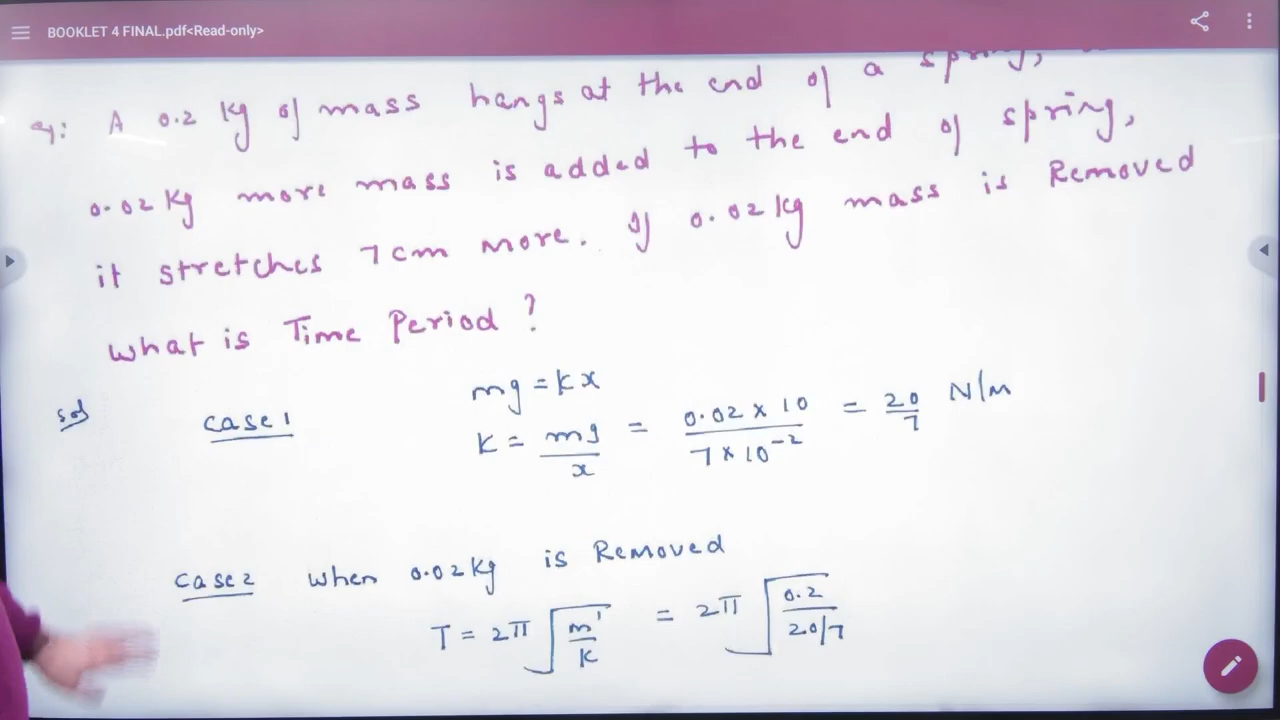 BOOKLET 4 FINAL.pdf<Read-only>
Q: A 0.2 kg of mass hangs at the end of a spring,
0.02 kg more mass is added to the end of spring,
it stretches 7cm more. If 0.02 kg mass is Removed
what is Time Period ?
Sol Case 1 mg = kx
K = mg/x = 0.02 × 10 / 7 × 10⁻² = 20/7 N/m
Case 2 when 0.02 kg is Removed
T = 2π √(m'/k) = 2π √(0.2 / 20/7)